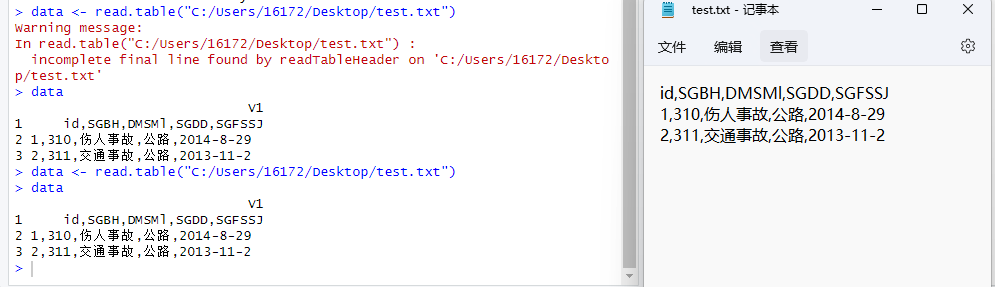 > data <- read.table("C:/Users/16172/Desktop/test.txt")
Warning message:
In read.table("C:/Users/16172/Desktop/test.txt") :
  incomplete final line found by readTableHeader on 'C:/Users/16172/Deskto
p/test.txt'
> data
                             V1
1     id,SGBH,DMSMl,SGDD,SGFSSJ
2 1,310,伤人事故,公路,2014-8-29
3 2,311,交通事故,公路,2013-11-2
> data <- read.table("C:/Users/16172/Desktop/test.txt")
> data
                             V1
1     id,SGBH,DMSMl,SGDD,SGFSSJ
2 1,310,伤人事故,公路,2014-8-29
3 2,311,交通事故,公路,2013-11-2
>
test.txt - 记事本
文件 编辑 查看
id,SGBH,DMSMl,SGDD,SGFSSJ
1,310,伤人事故,公路,2014-8-29
2,311,交通事故,公路,2013-11-2